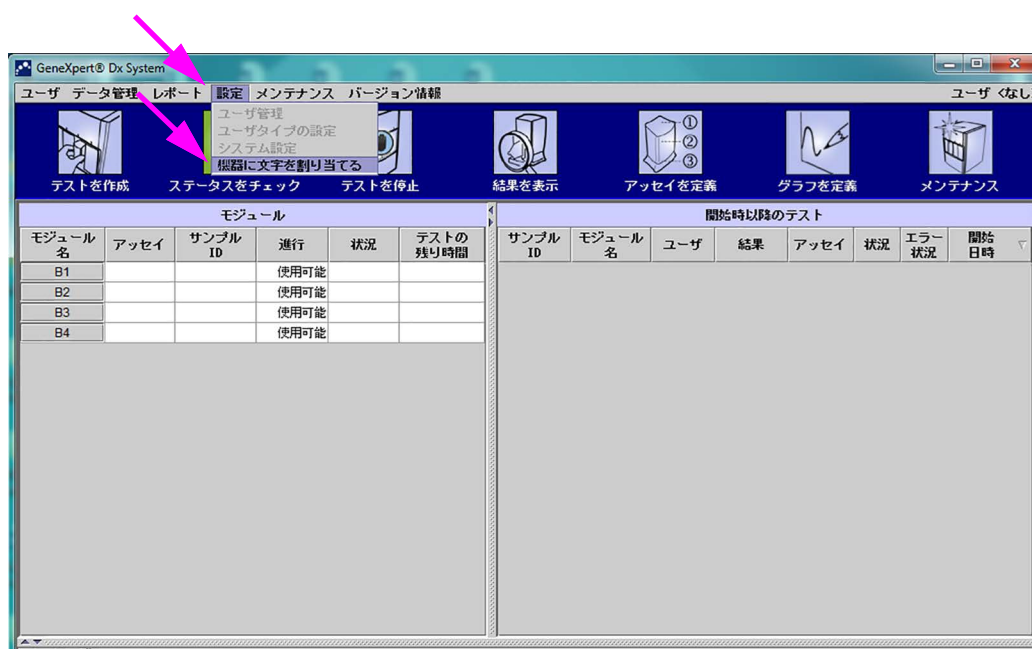 GeneXpert® Dx System
ユーザ データ管理 レポート 設定 メンテナンス バージョン情報 ユーザ <なし
ユーザ管理
ユーザタイプの設定
システム設定
機器に文字を割り当てる
①
②
③
テストを作成 ステータスをチェック テストを停止 結果を表示 アッセイを定義 グラフを定義 メンテナンス
モジュール 開始時以降のテスト
モジュール名 アッセイ サンプルID 進行 状況 テストの残り時間 サンプルID モジュール名 ユーザ 結果 アッセイ 状況 エラー状況 開始日時
B1 使用可能
B2 使用可能
B3 使用可能
B4 使用可能